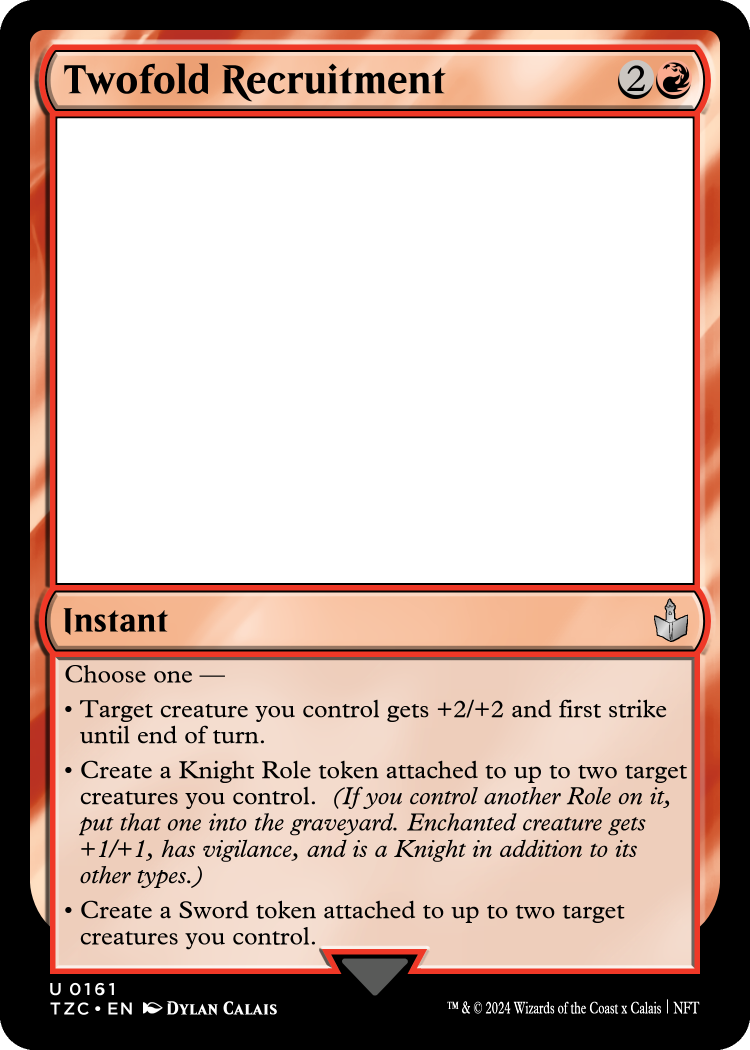 Twofold Recruitment 2
Instant
Choose one —
• Target creature you control gets +2/+2 and first strike
until end of turn.
• Create a Knight Role token attached to up to two target
creatures you control. (If you control another Role on it,
put that one into the graveyard. Enchanted creature gets
+1/+1, has vigilance, and is a Knight in addition to its
other types.)
• Create a Sword token attached to up to two target
creatures you control.
U 0161
TZC • EN Dylan Calais
™ & © 2024 Wizards of the Coast x Calais | NFT